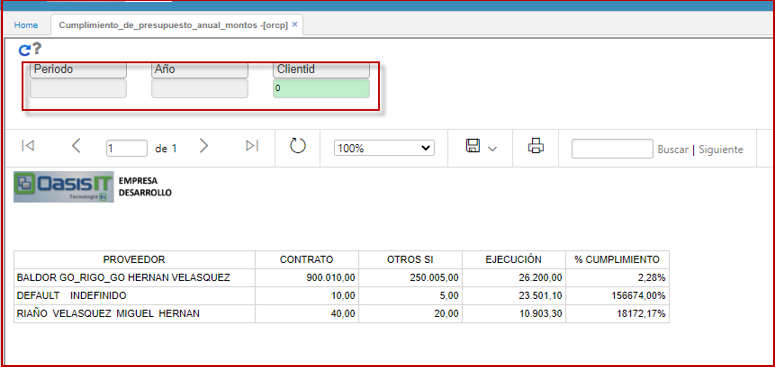 Home Cumplimiento_de_presupuesto_anual_montos -[orcp] ×
?
Periodo Año Clientid
0
1 de 1 100% Buscar | Siguiente
OasisIT EMPRESA
Tecnología DESARROLLO
PROVEEDOR CONTRATO OTROS SI EJECUCIÓN % CUMPLIMIENTO
BALDOR GO_RIGO_GO HERNAN VELASQUEZ 900.010,00 250.005,00 26.200,00 2,28%
DEFAULT INDEFINIDO 10,00 5,00 23.501,10 156674,00%
RIAÑO VELASQUEZ MIGUEL HERNAN 40,00 20,00 10.903,30 18172,17%